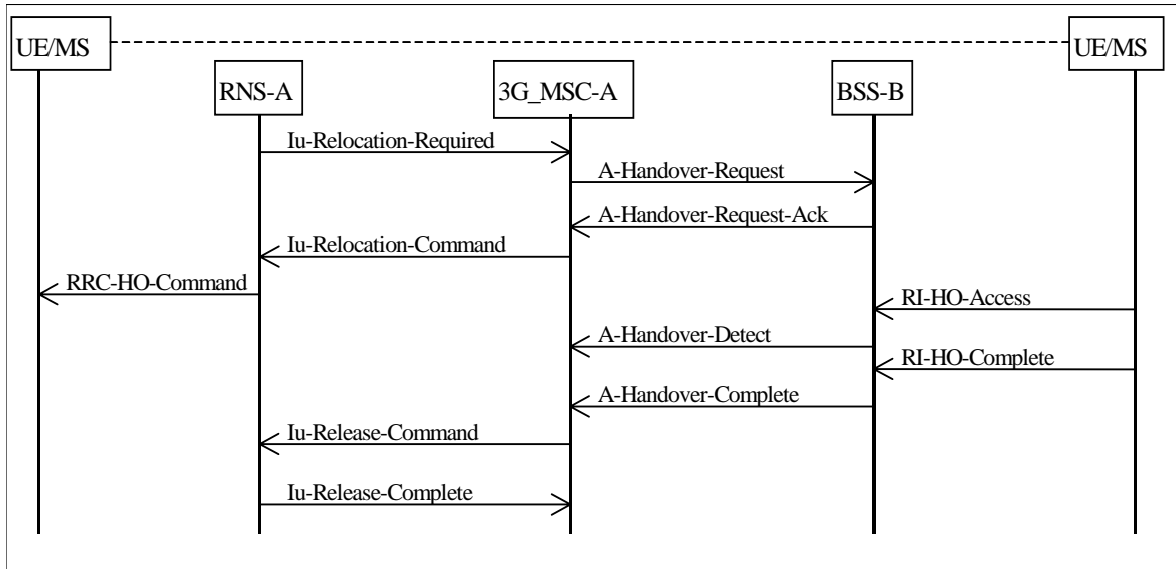 UE/MS
UE/MS
RNS-A
3G_MSC-A
BSS-B
Iu-Relocation-Required
A-Handover-Request
A-Handover-Request-Ack
Iu-Relocation-Command
RRC-HO-Command
RI-HO-Access
A-Handover-Detect
RI-HO-Complete
A-Handover-Complete
Iu-Release-Command
Iu-Release-Complete